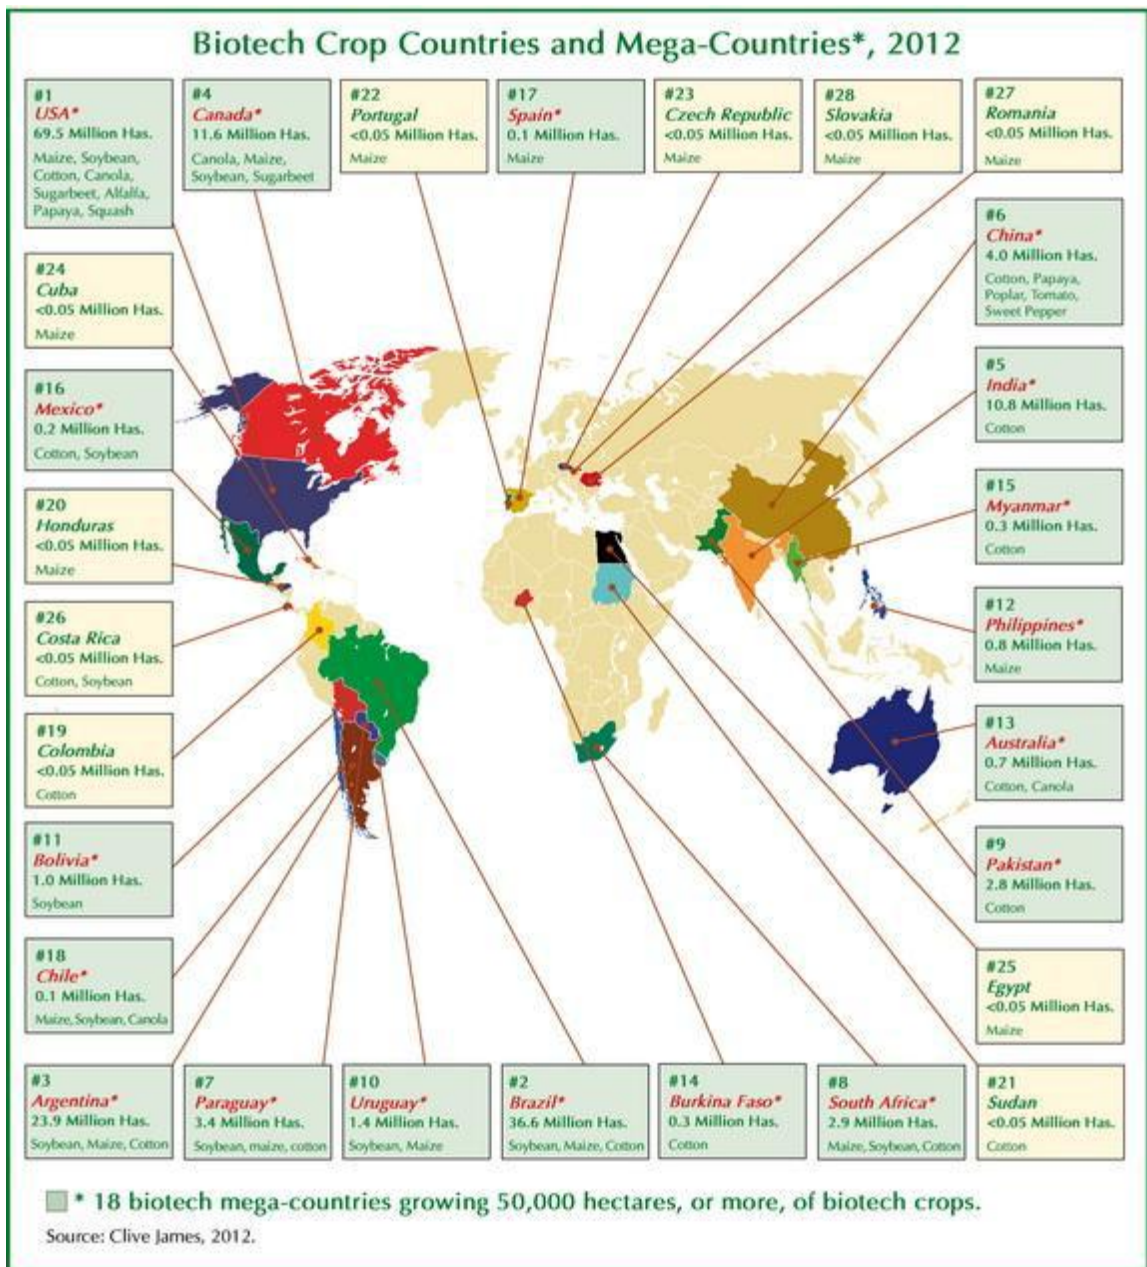 Biotech Crop Countries and Mega-Countries*, 2012
#1
USA*
69.5 Million Has.
Maize, Soybean,
Cotton, Canola,
Sugarbeet, Alfalfa,
Papaya, Squash
#4
Canada*
11.6 Million Has.
Canola, Maize,
Soybean, Sugarbeet
#22
Portugal
<0.05 Million Has.
Maize
#17
Spain*
0.1 Million Has.
Maize
#23
Czech Republic
<0.05 Million Has.
Maize
#28
Slovakia
<0.05 Million Has.
Maize
#27
Romania
<0.05 Million Has.
Maize
#24
Cuba
<0.05 Million Has.
Maize
#16
Mexico*
0.2 Million Has.
Cotton, Soybean
#20
Honduras
<0.05 Million Has.
Maize
#26
Costa Rica
<0.05 Million Has.
Cotton, Soybean
#19
Colombia
<0.05 Million Has.
Cotton
#11
Bolivia*
1.0 Million Has.
Soybean
#18
Chile*
0.1 Million Has.
Maize, Soybean, Canola
#6
China*
4.0 Million Has.
Cotton, Papaya,
Poplar, Tomato,
Sweet Pepper
#5
India*
10.8 Million Has.
Cotton
#15
Myanmar*
0.3 Million Has.
Cotton
#12
Philippines*
0.8 Million Has.
Maize
#13
Australia*
0.7 Million Has.
Cotton, Canola
#9
Pakistan*
2.8 Million Has.
Cotton
#25
Egypt
<0.05 Million Has.
Maize
#3
Argentina*
23.9 Million Has.
Soybean, Maize, Cotton
#7
Paraguay*
3.4 Million Has.
Soybean, maize, cotton
#10
Uruguay*
1.4 Million Has.
Soybean, Maize
#2
Brazil*
36.6 Million Has.
Soybean, Maize, Cotton
#14
Burkina Faso*
0.3 Million Has.
Cotton
#8
South Africa*
2.9 Million Has.
Maize, Soybean, Cotton
#21
Sudan
<0.05 Million Has.
Cotton
* 18 biotech mega-countries growing 50,000 hectares, or more, of biotech crops.
Source: Clive James, 2012.